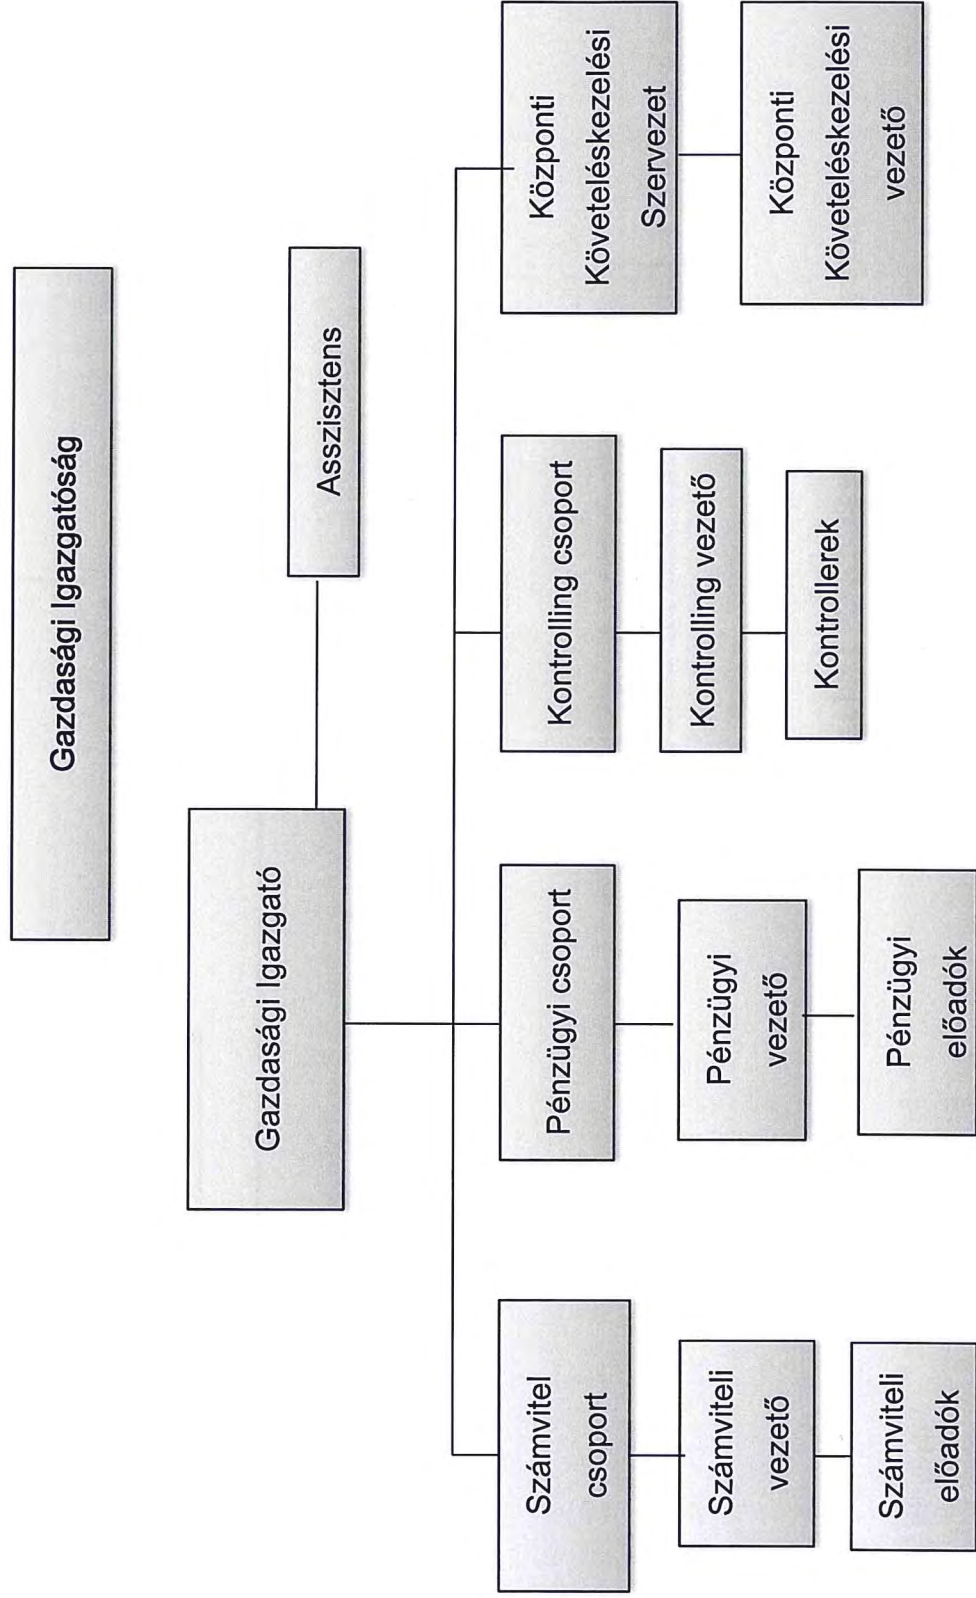 Gazdasági Igazgatóság
Gazdasági Igazgató
Asszisztens
Számvitel
csoport
Számviteli
vezető
Számviteli
előadók
Pénzügyi csoport
Pénzügyi
vezető
Pénzügyi
előadók
Kontrolling csoport
Kontrolling vezető
Kontrollerek
Központi
Követeléskezelési
Szervezet
Központi
Követeléskezelési
vezető